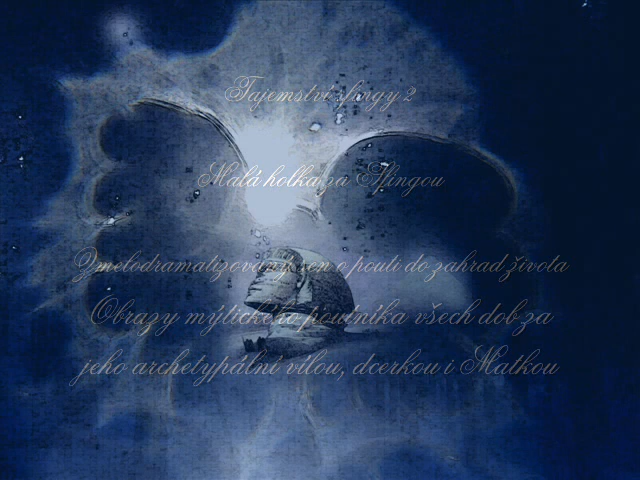 Tajemství sfingy 2
Malá holka za Sfingou
Zmelodramatizovaný sen o pouti do zahrad života
Obrazy mýtického poutníka všech dob za
jeho archetypální vílou, dcerkou i Matkou